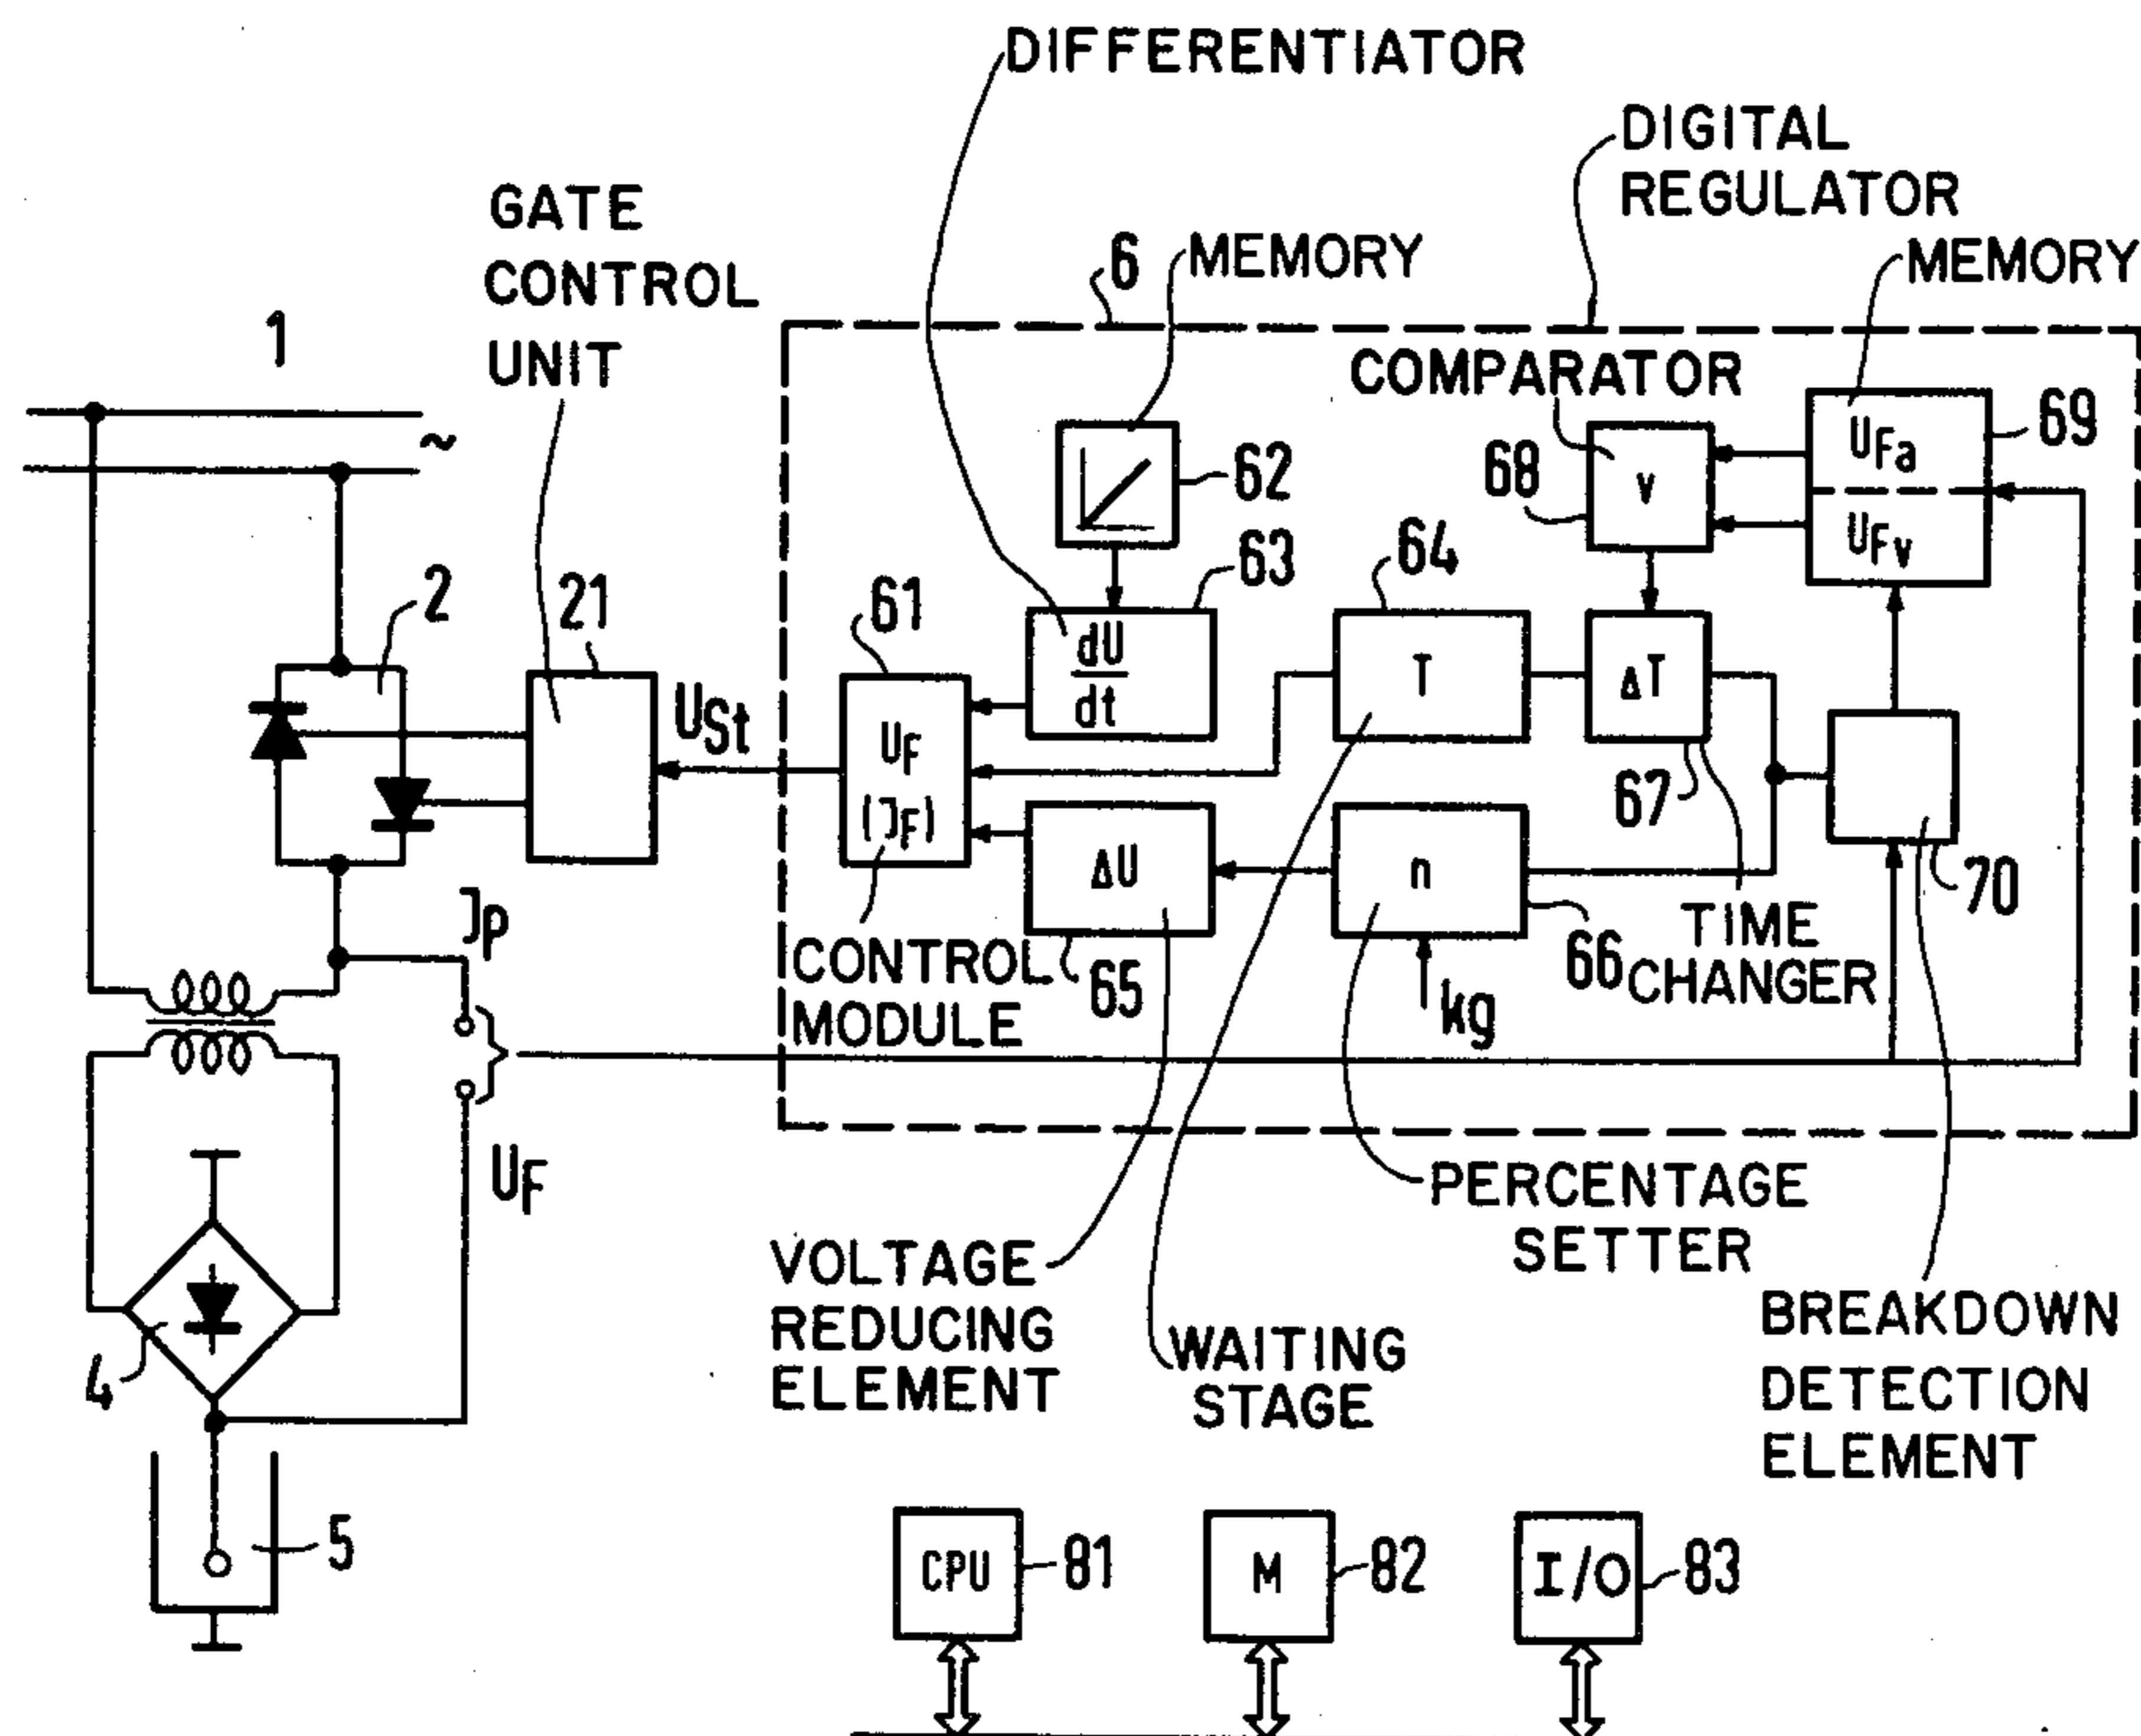 DIFFERENTIATOR
DIGITAL
REGULATOR
GATE
CONTROL
UNIT
6
MEMORY
MEMORY
1
~
COMPARATOR
62
68
v
UFa
UFv
69
2
21
61
63
64
dU
dt
T
ΔT
USt
UF
(JF)
67
70
ΔU
n
66
65
kg
TIME
CHANGER
CONTROL
MODULE
Jp
UF
PERCENTAGE
SETTER
VOLTAGE
REDUCING
ELEMENT
WAITING
STAGE
BREAKDOWN
DETECTION
ELEMENT
4
5
CPU
81
M
82
I/O
83